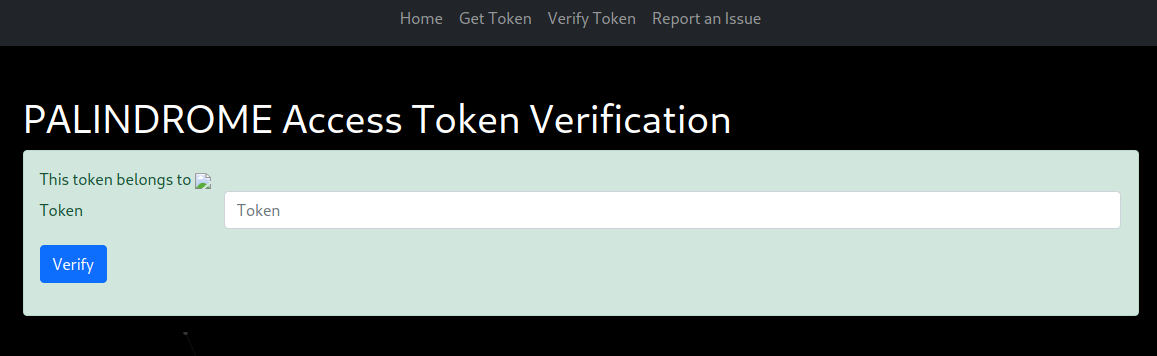 Home Get Token Verify Token Report an Issue
PALINDROME Access Token Verification
This token belongs to
Token Token
Verify